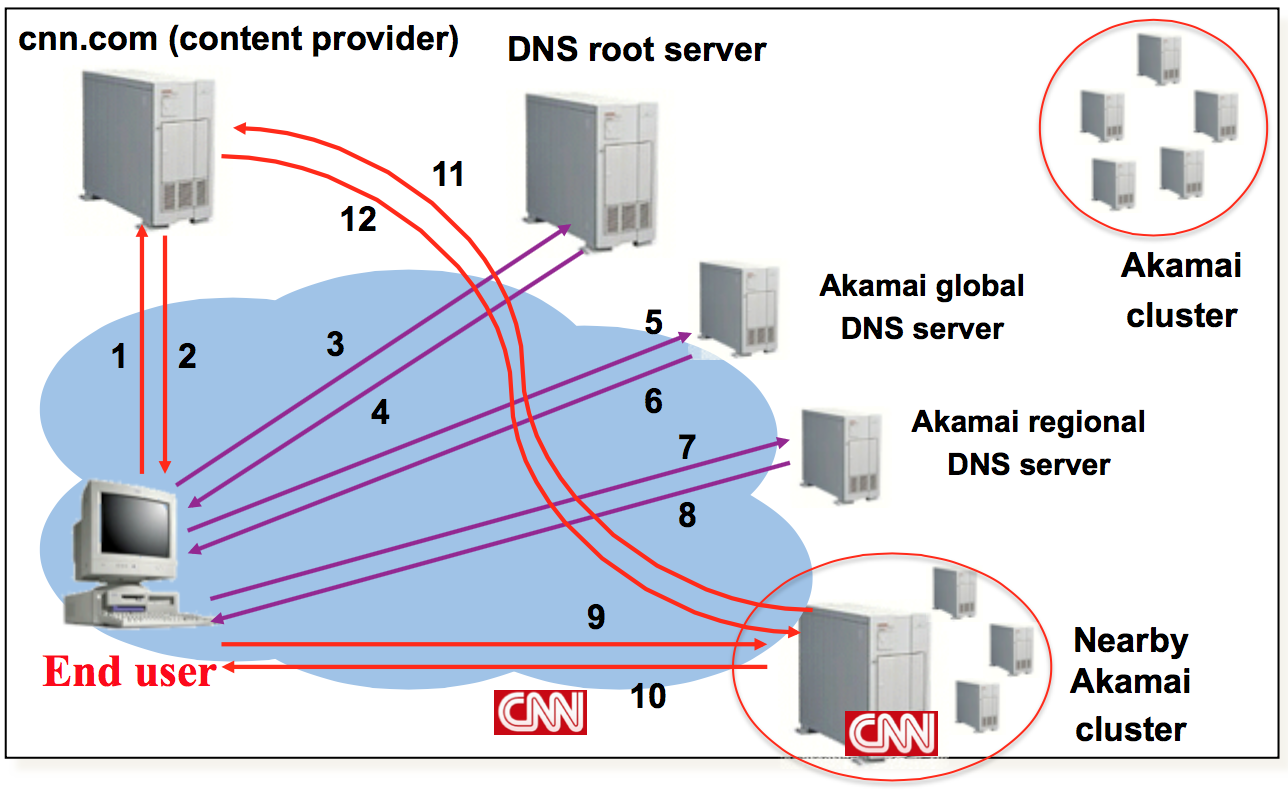 cnn.com (content provider)
DNS root server
11
12
Akamai
cluster
Akamai global
DNS server
5
3
1
2
4
6
Akamai regional
DNS server
7
8
9
Nearby
Akamai
cluster
End user
10
CNN
CNN